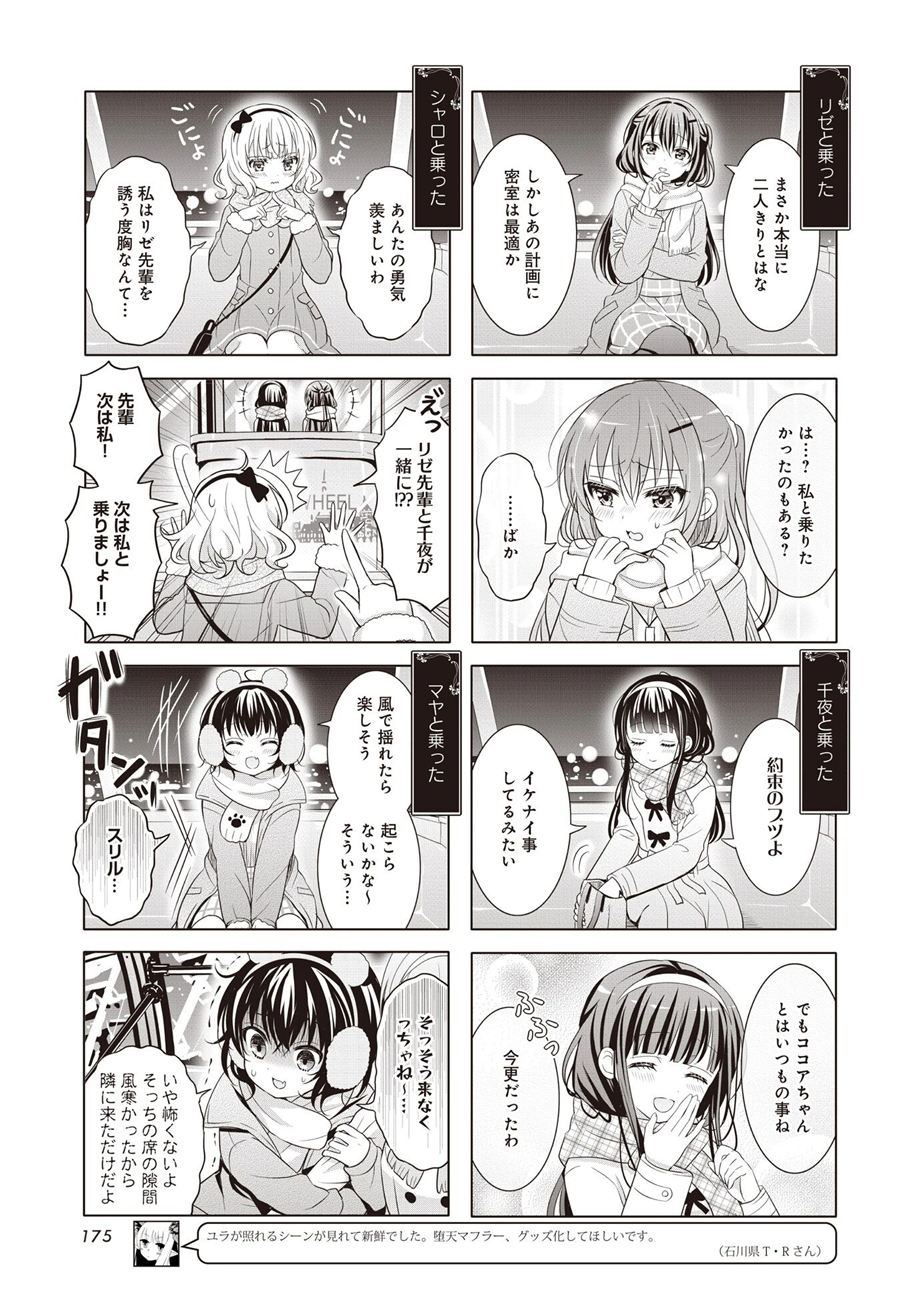 リゼと乗った
まさか本当に
二人きりとはな
しかしあの計画に
密室は最適か
は…？私と乗りた
かったのもある？
……ばか
千夜と乗った
約束のブツよ
イケナイ事
してるみたい
でもココアちゃん
とはいつもの事ね
ふふっ
今更だったわ
シャロと乗った
ごにょ
ごにょ
あんたの勇気
羨ましいわ
私はリゼ先輩を
誘う度胸なんて…
えっ
リゼ先輩と千夜が
一緒に!??
先輩
次は私！
次は私と
乗りましょー!!
マヤと乗った
風で揺れたら
楽しそう
起こら
ないかな～
そういう…
ガタンッ
スリル…
そっそう来なく
っちゃね～…
いや怖くないよ
そっちの席の隙間
風寒かったから
隣に来ただけだよ
175
ユラが照れるシーンが見れて新鮮でした。堕天マフラー、グッズ化してほしいです。
（石川県T・Rさん）